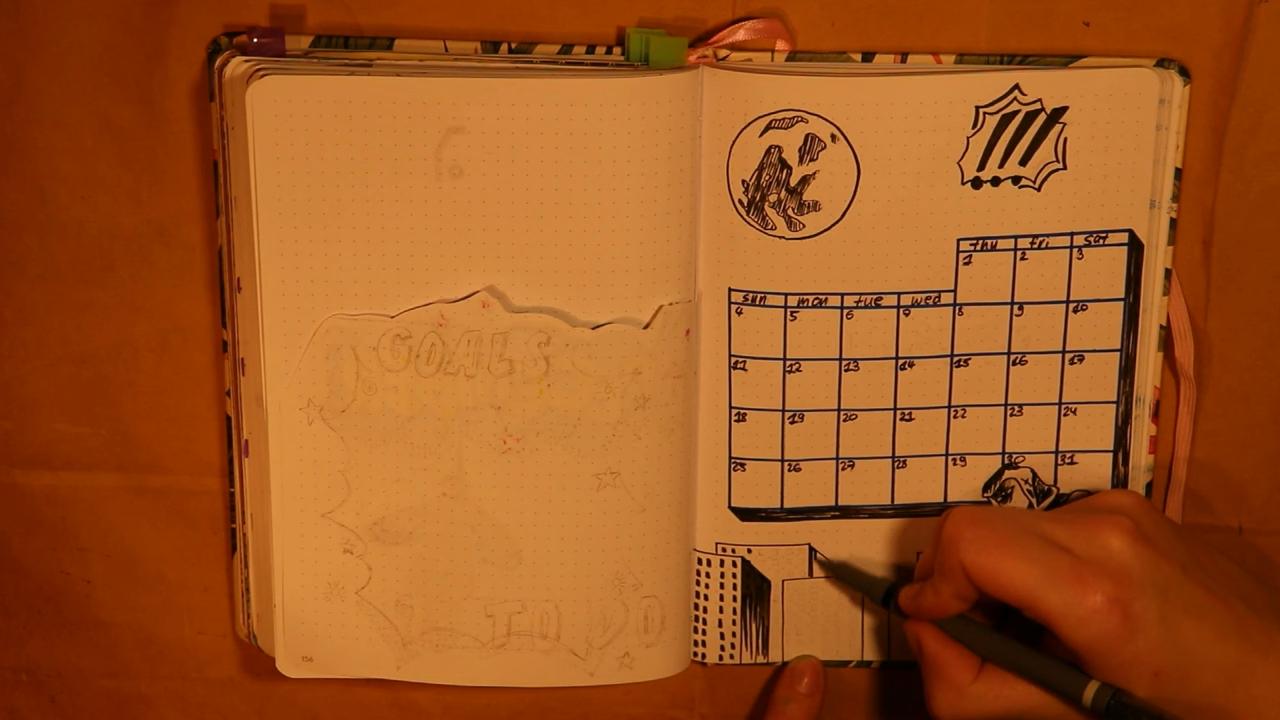 GOALS
TO DO
156
thu fri sat
1 2 3
sun mon tue wed
4 5 6 7 8 9 10
11 12 13 14 15 16 17
18 19 20 21 22 23 24
25 26 27 28 29 30 31